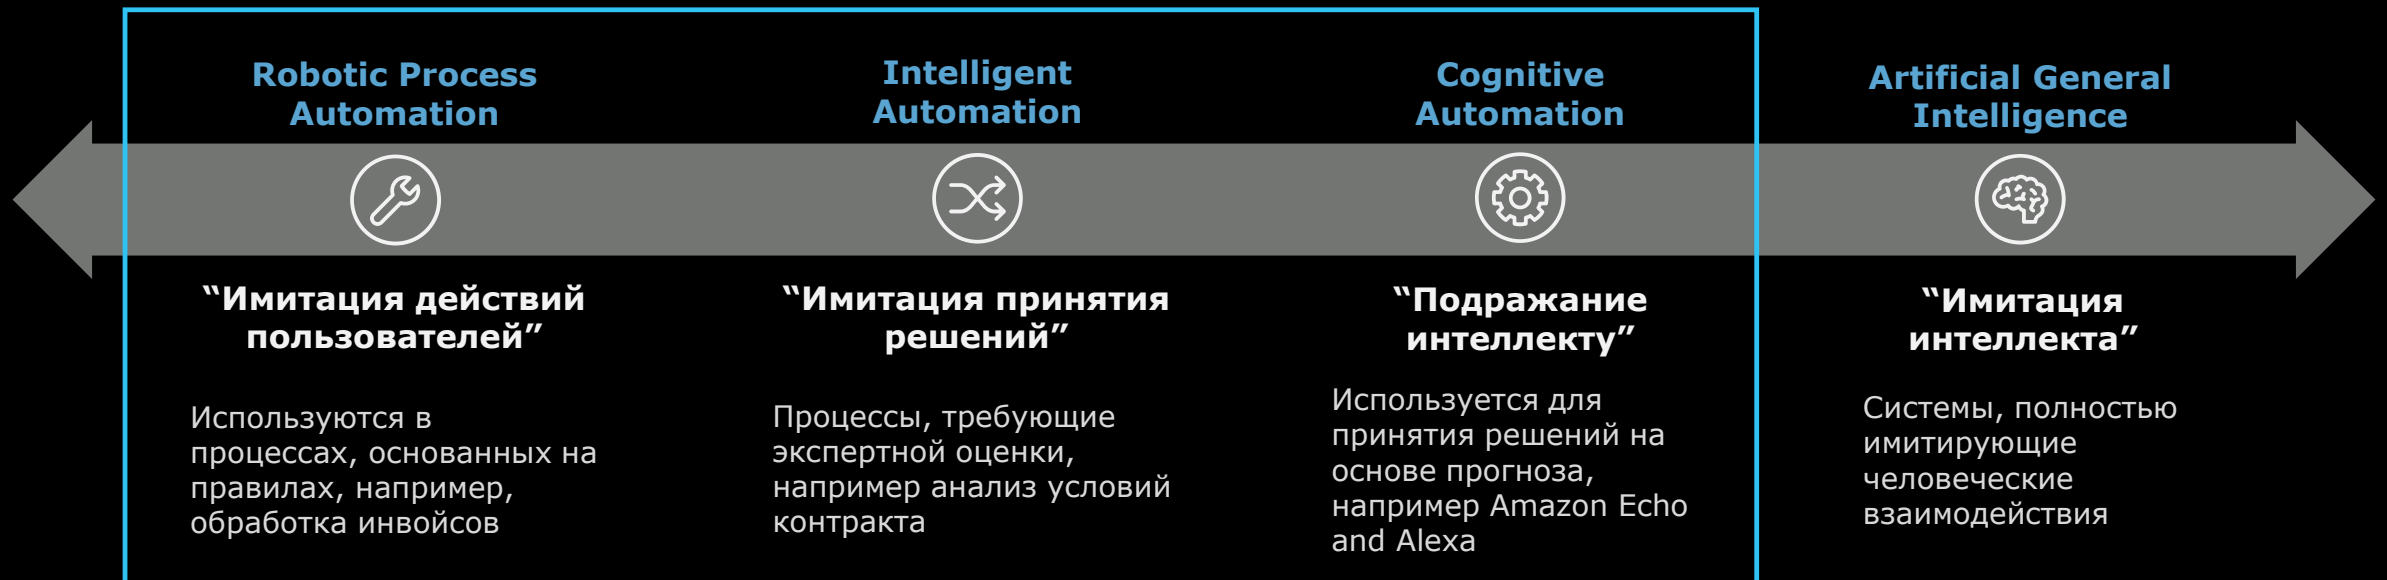 Robotic Process
Automation
“Имитация действий
пользователей”
Используются в
процессах, основанных на
правилах, например,
обработка инвойсов
Intelligent
Automation
“Имитация принятия
решений”
Процессы, требующие
экспертной оценки,
например анализ условий
контракта
Cognitive
Automation
“Подражание
интеллекту”
Используется для
принятия решений на
основе прогноза,
например Amazon Echo
and Alexa
Artificial General
Intelligence
“Имитация
интеллекта”
Системы, полностью
имитирующие
человеческие
взаимодействия